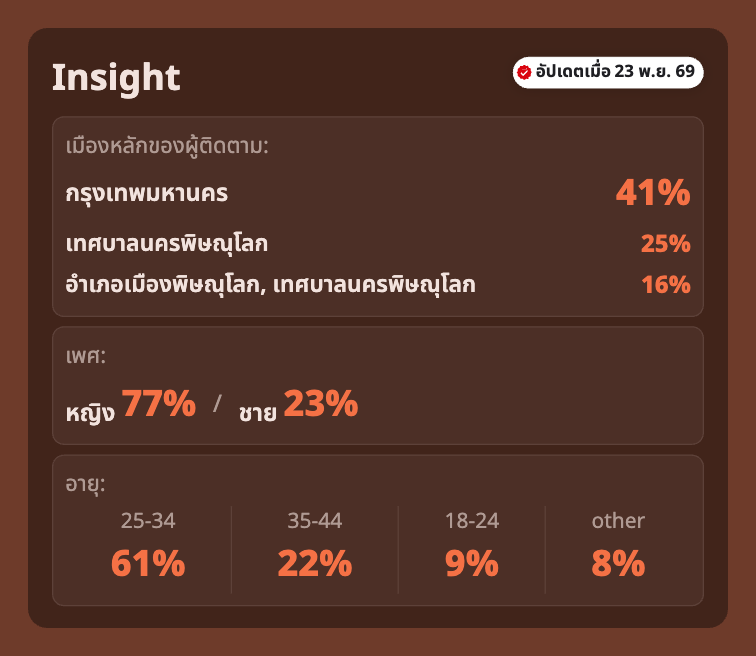 Insight
อัปเดตเมื่อ 23 พ.ย. 69
เมืองหลักของผู้ติดตาม:
กรุงเทพมหานคร 41%
เทศบาลนครพิษณุโลก 25%
อำเภอเมืองพิษณุโลก, เทศบาลนครพิษณุโลก 16%
เพศ:
หญิง 77% / ชาย 23%
อายุ:
25-34 35-44 18-24 other
61% 22% 9% 8%